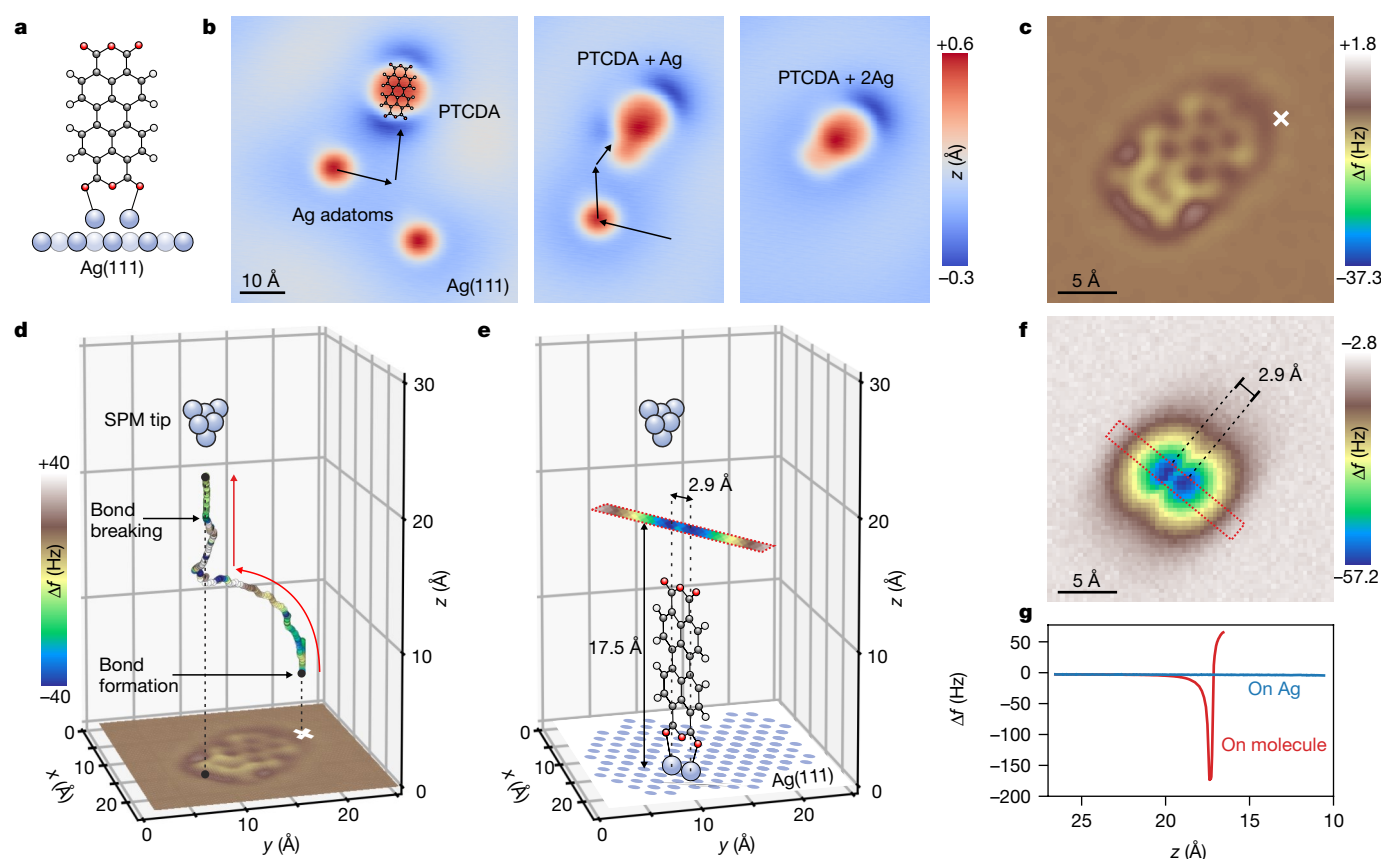 a
Ag(111)
b
PTCDA
Ag adatoms
10 Å
Ag(111)
PTCDA + Ag
PTCDA + 2Ag
+0.6
z (Å)
−0.3
c
5 Å
+1.8
Δf (Hz)
−37.3
d
SPM tip
+40
Δf (Hz)
−40
Bond
breaking
Bond
formation
30
20
10
0
z (Å)
0
10
20
x (Å)
0
10
20
y (Å)
e
2.9 Å
17.5 Å
Ag(111)
30
20
10
0
z (Å)
0
10
20
x (Å)
0
10
20
y (Å)
f
2.9 Å
5 Å
−2.8
Δf (Hz)
−57.2
g
50
0
−50
−100
−150
−200
Δf (Hz)
On Ag
On molecule
25
20
15
10
z (Å)